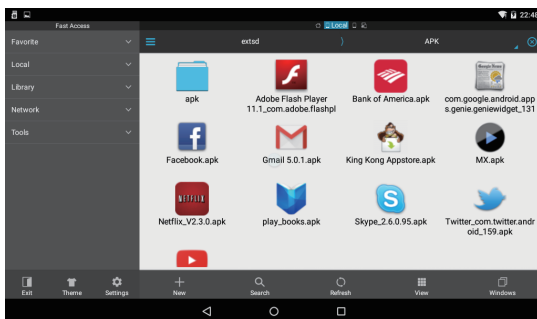 22:48
Fast Access
Local
Favorite
extsd
APK
Local
Library
Network
Tools
apk
Adobe Flash Player
11.1_com.adobe.flashpl
Bank of America.apk
com.google.android.app
s.genie.geniewidget_131
Facebook.apk
Gmail 5.0.1.apk
King Kong Appstore.apk
MX.apk
NETFLIX
Netflix_V2.3.0.apk
play_books.apk
Skype_2.6.0.95.apk
Twitter_com.twitter.andr
oid_159.apk
Exit
Theme
Settings
New
Search
Refresh
View
Windows